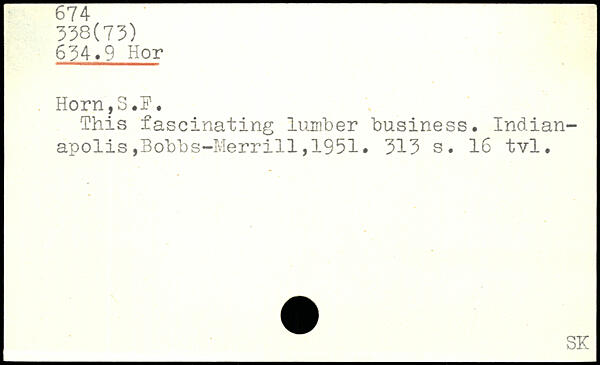 674
338(73)
634.9 Hor
Horn,S.F.
This fascinating lumber business. Indian-
apolis,Bobbs-Merrill,1951. 313 s. 16 tvl.
SK